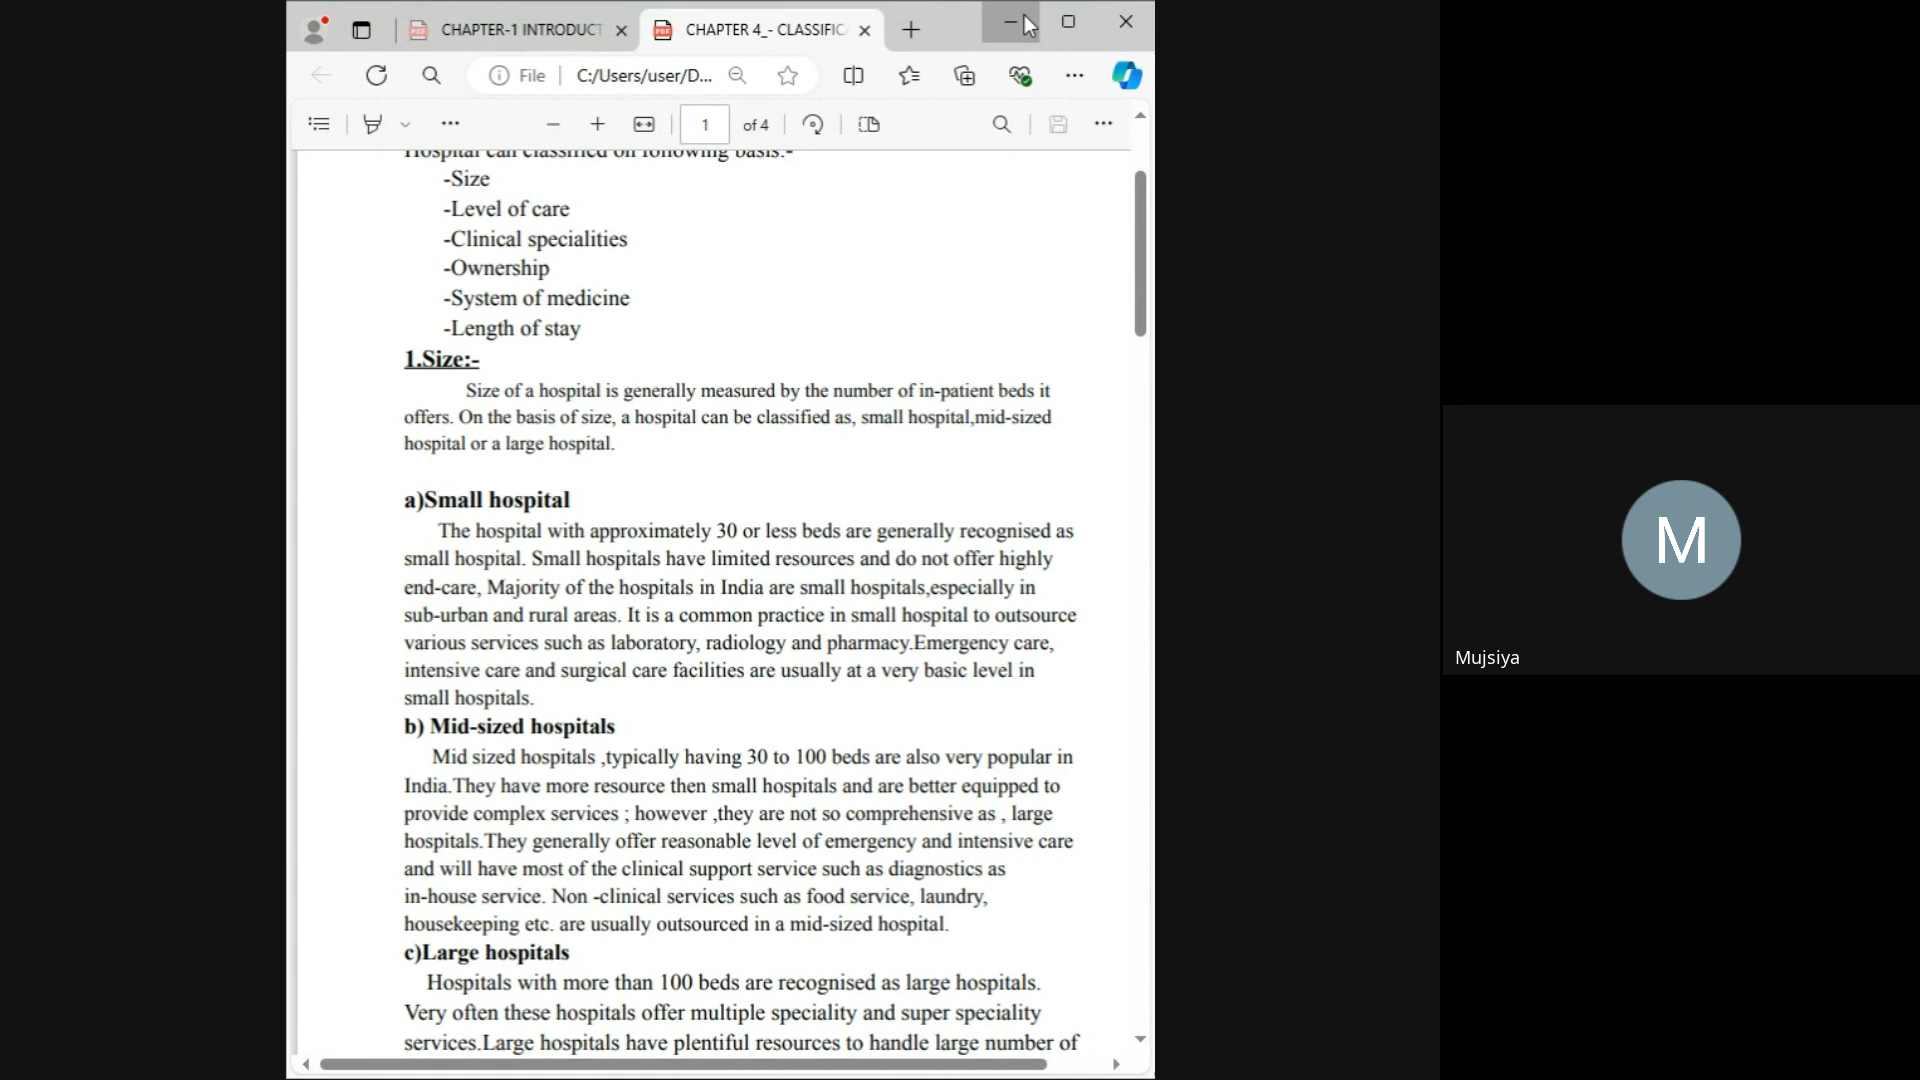 CHAPTER-1 INTRODUCT
CHAPTER 4_- CLASSIFIC
File
C:/Users/user/D...
1
of 4
Hospital can classified on following basis:-
-Size
-Level of care
-Clinical specialities
-Ownership
-System of medicine
-Length of stay
1.Size:-
Size of a hospital is generally measured by the number of in-patient beds it
offers. On the basis of size, a hospital can be classified as, small hospital,mid-sized
hospital or a large hospital.
a)Small hospital
The hospital with approximately 30 or less beds are generally recognised as
small hospital. Small hospitals have limited resources and do not offer highly
end-care, Majority of the hospitals in India are small hospitals,especially in
sub-urban and rural areas. It is a common practice in small hospital to outsource
various services such as laboratory, radiology and pharmacy.Emergency care,
intensive care and surgical care facilities are usually at a very basic level in
small hospitals.
b) Mid-sized hospitals
Mid sized hospitals ,typically having 30 to 100 beds are also very popular in
India.They have more resource then small hospitals and are better equipped to
provide complex services ; however ,they are not so comprehensive as , large
hospitals.They generally offer reasonable level of emergency and intensive care
and will have most of the clinical support service such as diagnostics as
in-house service. Non -clinical services such as food service, laundry,
housekeeping etc. are usually outsourced in a mid-sized hospital.
c)Large hospitals
Hospitals with more than 100 beds are recognised as large hospitals.
Very often these hospitals offer multiple speciality and super speciality
services.Large hospitals have plentiful resources to handle large number of
M
Mujsiya